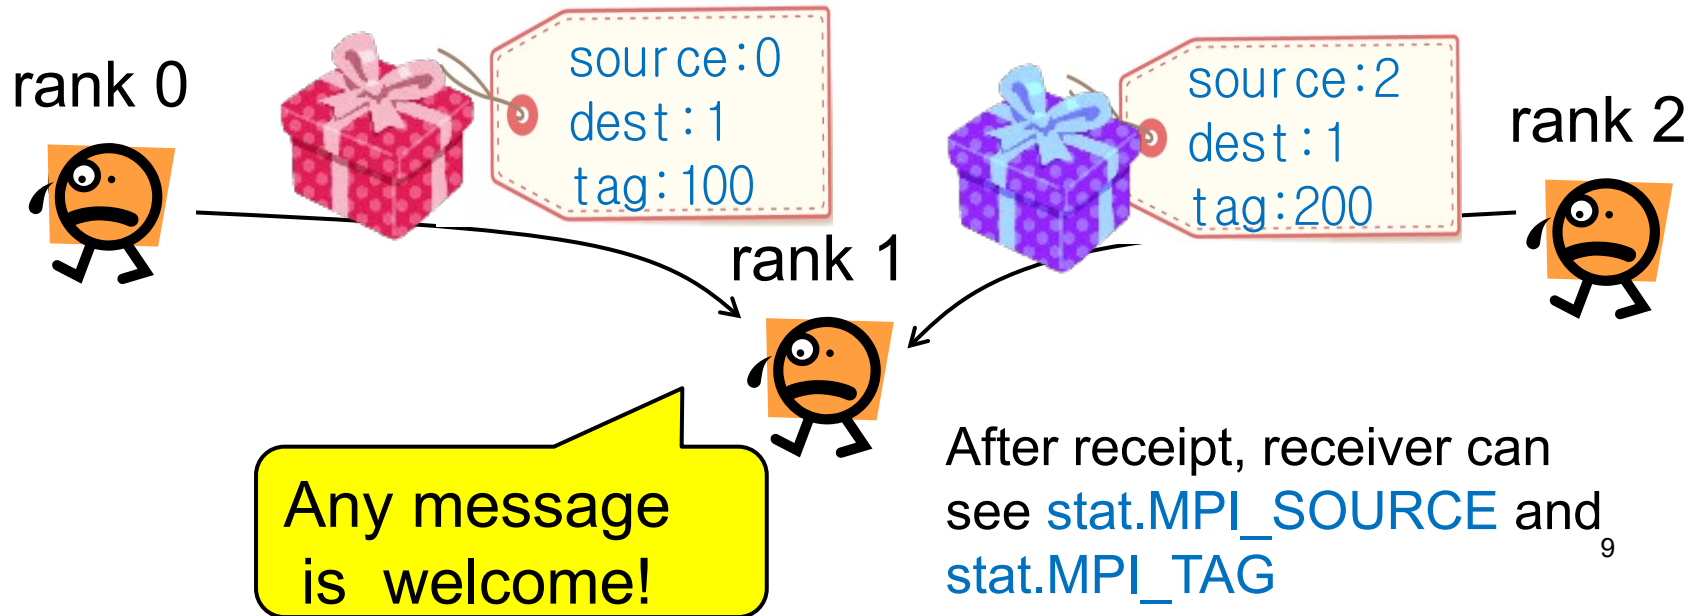 rank 0
source:0
dest:1
tag:100
source:2
dest:1
tag:200
rank 2
rank 1
Any message
is welcome!
After receipt, receiver can
see stat.MPI_SOURCE and
stat.MPI_TAG
9